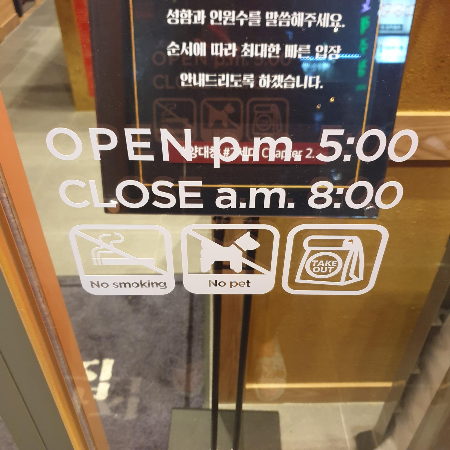 성함과 인원수를 말씀해주세요.
순서에 따라 최대한 빠른 입장
안내드리도록 하겠습니다.
OPEN p.m. 5:00
Chapter 2.
CLOSE a.m. 8:00
No smoking
No pet
TAKE OUT